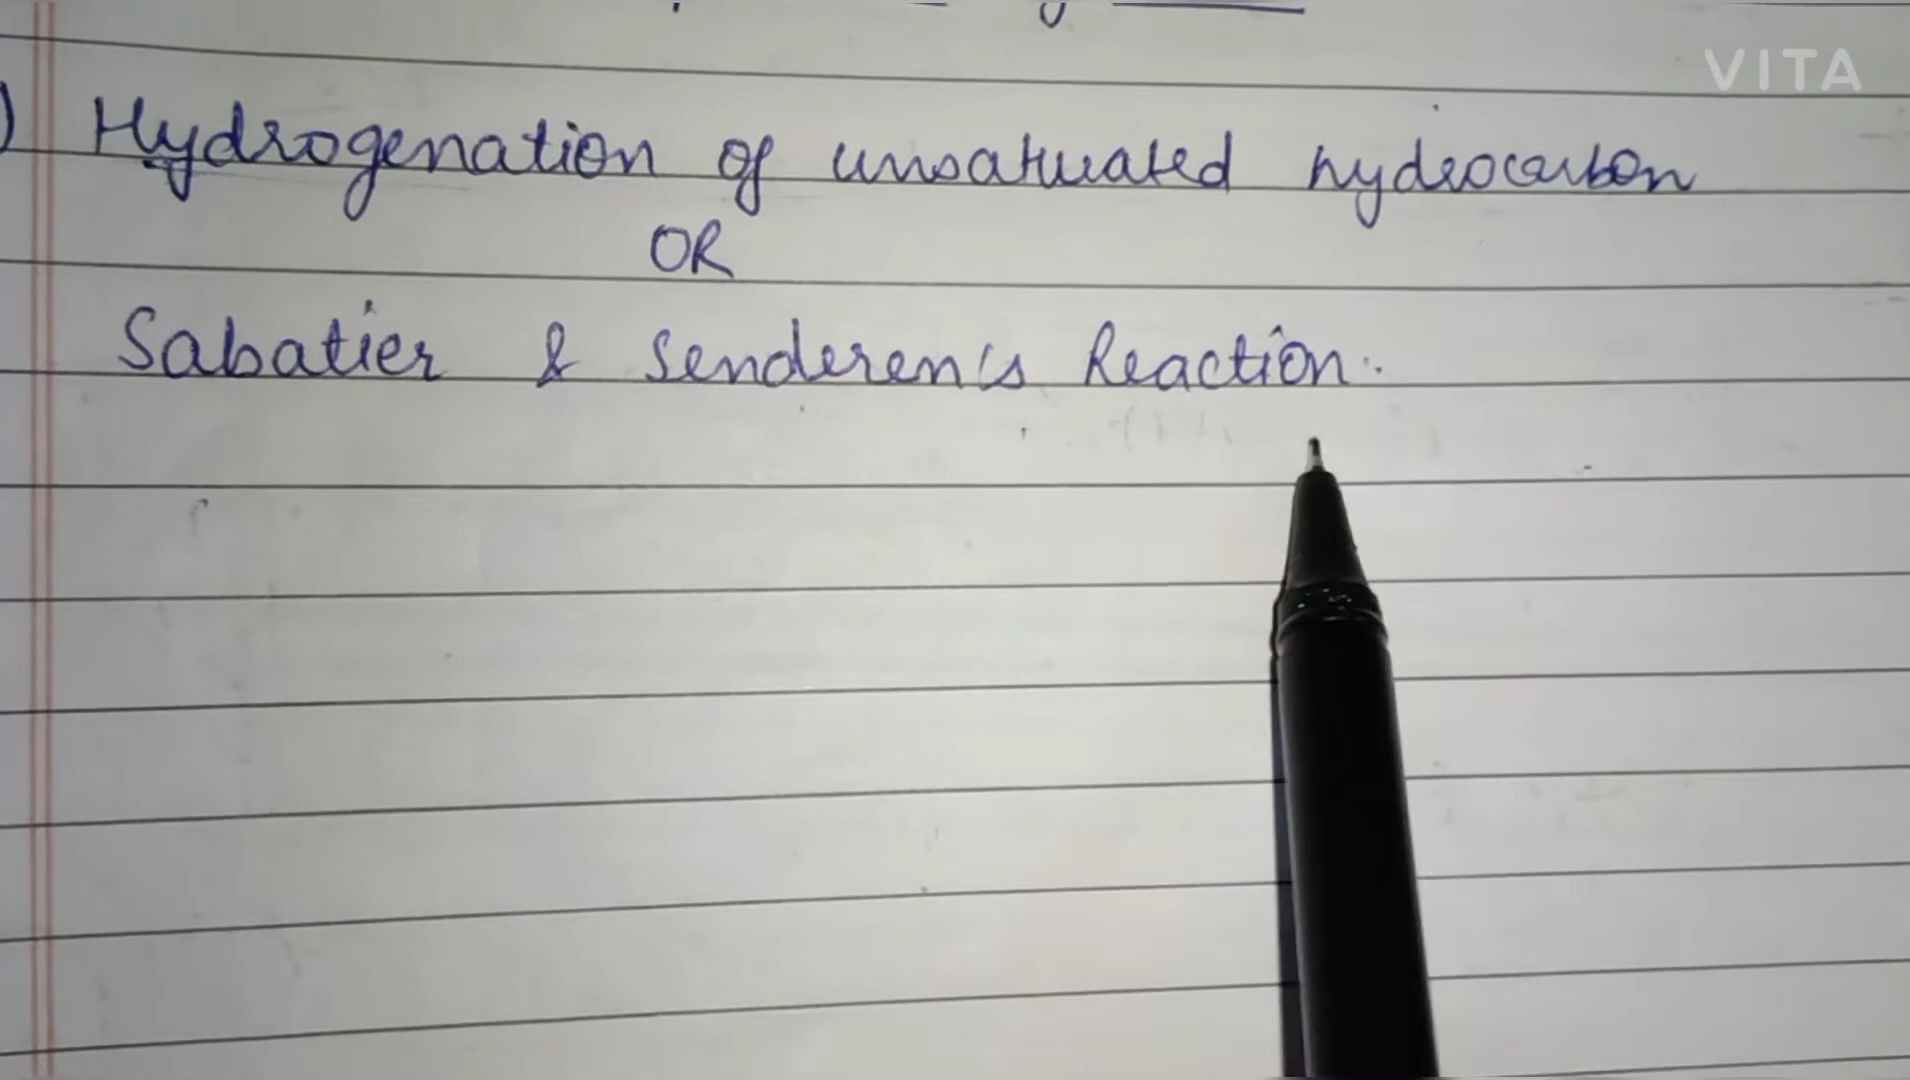 VITA
) Hydrogenation of unsaturated hydrocarbon
OR
Sabatier & Senderen's Reaction.